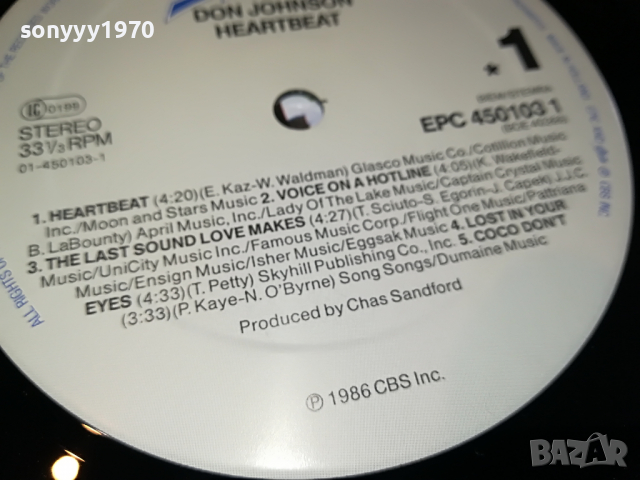 sonyyy1970
DON JOHNSON
HEARTBEAT
1
STEREO
33⅓ RPM
01-450103-1
EPC 450103 1
1. HEARTBEAT (4:20)(E. Kaz-W. Waldman) Glasco Music Co./Cotillion Music
Inc./Moon and Stars Music 2. VOICE ON A HOTLINE (4:05)(K. Wakefield-
B. LaBounty) April Music, Inc./Lady Of The Lake Music/Captain Crystal Music
3. THE LAST SOUND LOVE MAKES (4:27)(T. Sciuto-S. Egorin-J. Capek) J.J.C.
Music/UniCity Music Inc./Famous Music Corp./Flight One Music/Pattriana
Music/Ensign Music/Isher Music/Eggsak Music 4. LOST IN YOUR
EYES (4:33)(T. Petty) Skyhill Publishing Co., Inc. 5. COCO DON'T
(3:33)(P. Kaye-N. O'Byrne) Song Songs/Dumaine Music
Produced by Chas Sandford
℗ 1986 CBS Inc.
ALL RIGHTS
BAZAR